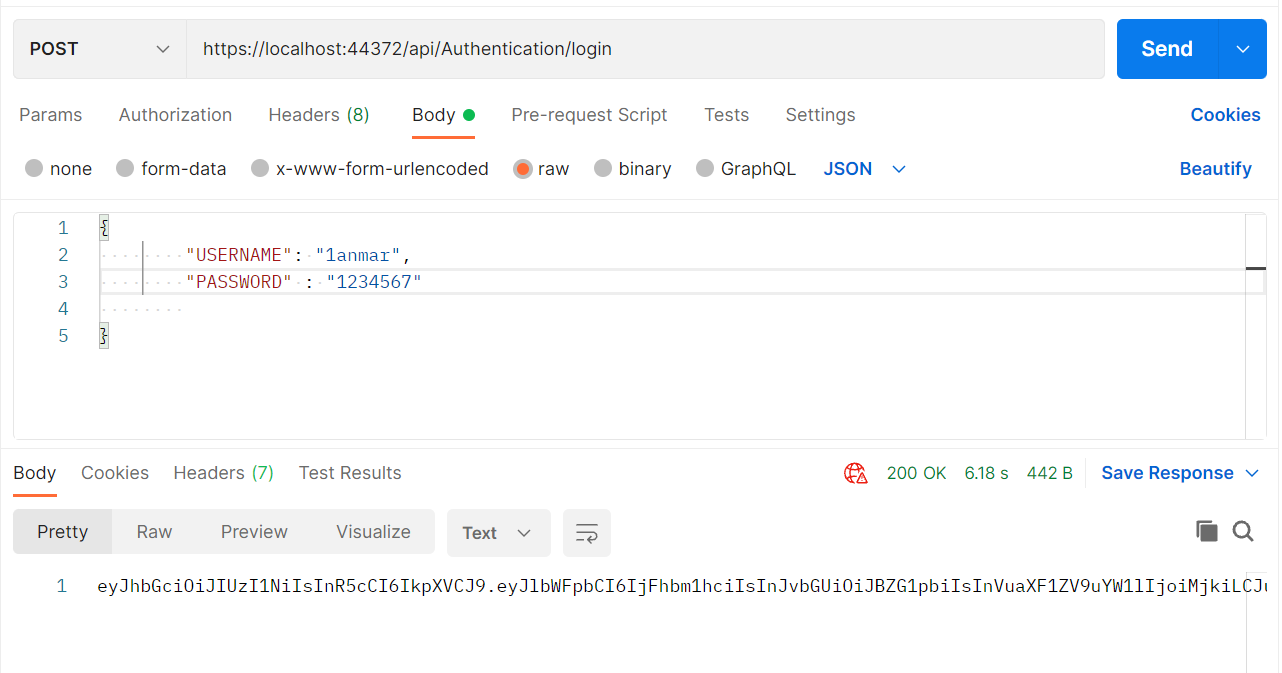 POST https://localhost:44372/api/Authentication/login Send
Params Authorization Headers (8) Body Pre-request Script Tests Settings Cookies
none form-data x-www-form-urlencoded raw binary GraphQL JSON Beautify
1 {
2 "USERNAME": "1anmar",
3 "PASSWORD" : "1234567"
4
5 }
Body Cookies Headers (7) Test Results 200 OK 6.18 s 442 B Save Response
Pretty Raw Preview Visualize Text
1 eyJhbGciOiJIUzI1NiIsInR5cCI6IkpXVCJ9.eyJlbWFpbCI6IjFhbm1hciIsInJvbGUiOiJBZG1pbiIsInVuaXF1ZV9uYW1lIjoiMjkiLCJu